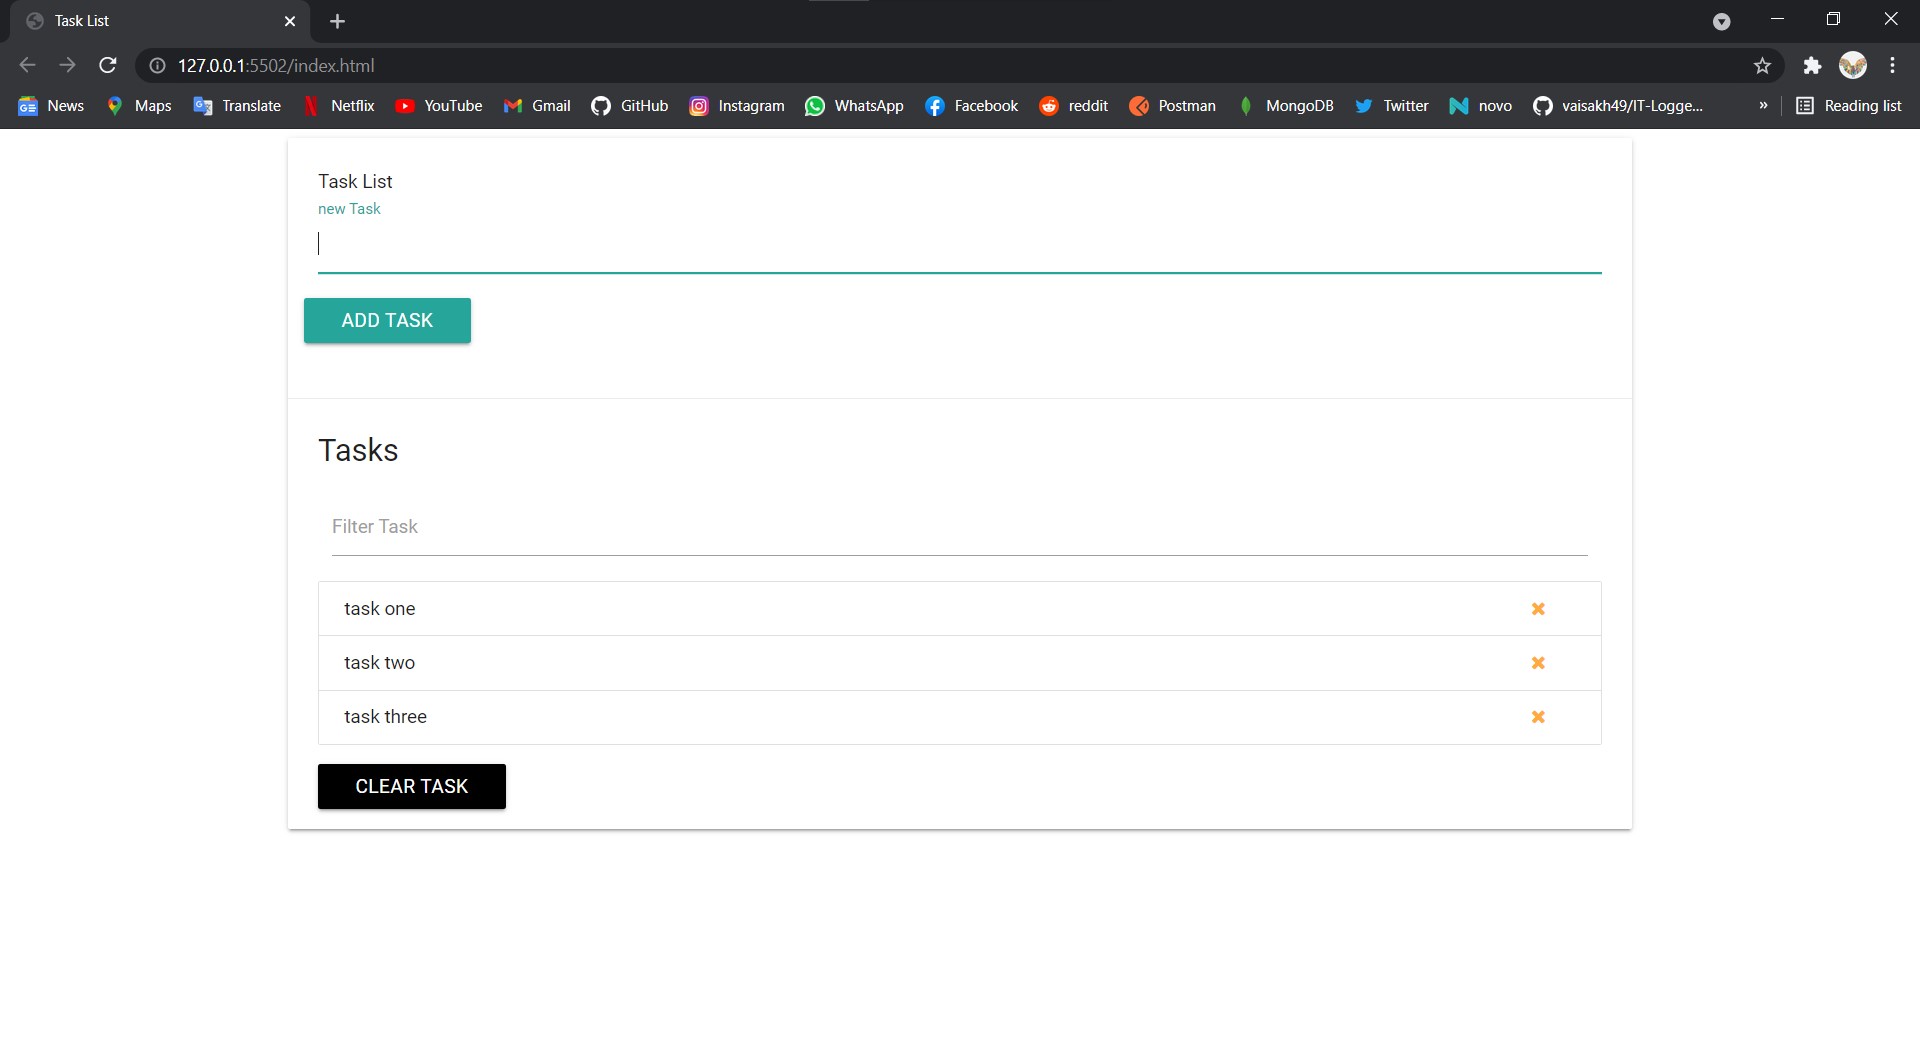 Task List
127.0.0.1:5502/index.html
News Maps Translate Netflix YouTube Gmail GitHub Instagram WhatsApp Facebook reddit Postman MongoDB Twitter novo vaisakh49/IT-Logge... » Reading list
Task List
new Task
ADD TASK
Tasks
Filter Task
task one
task two
task three
CLEAR TASK